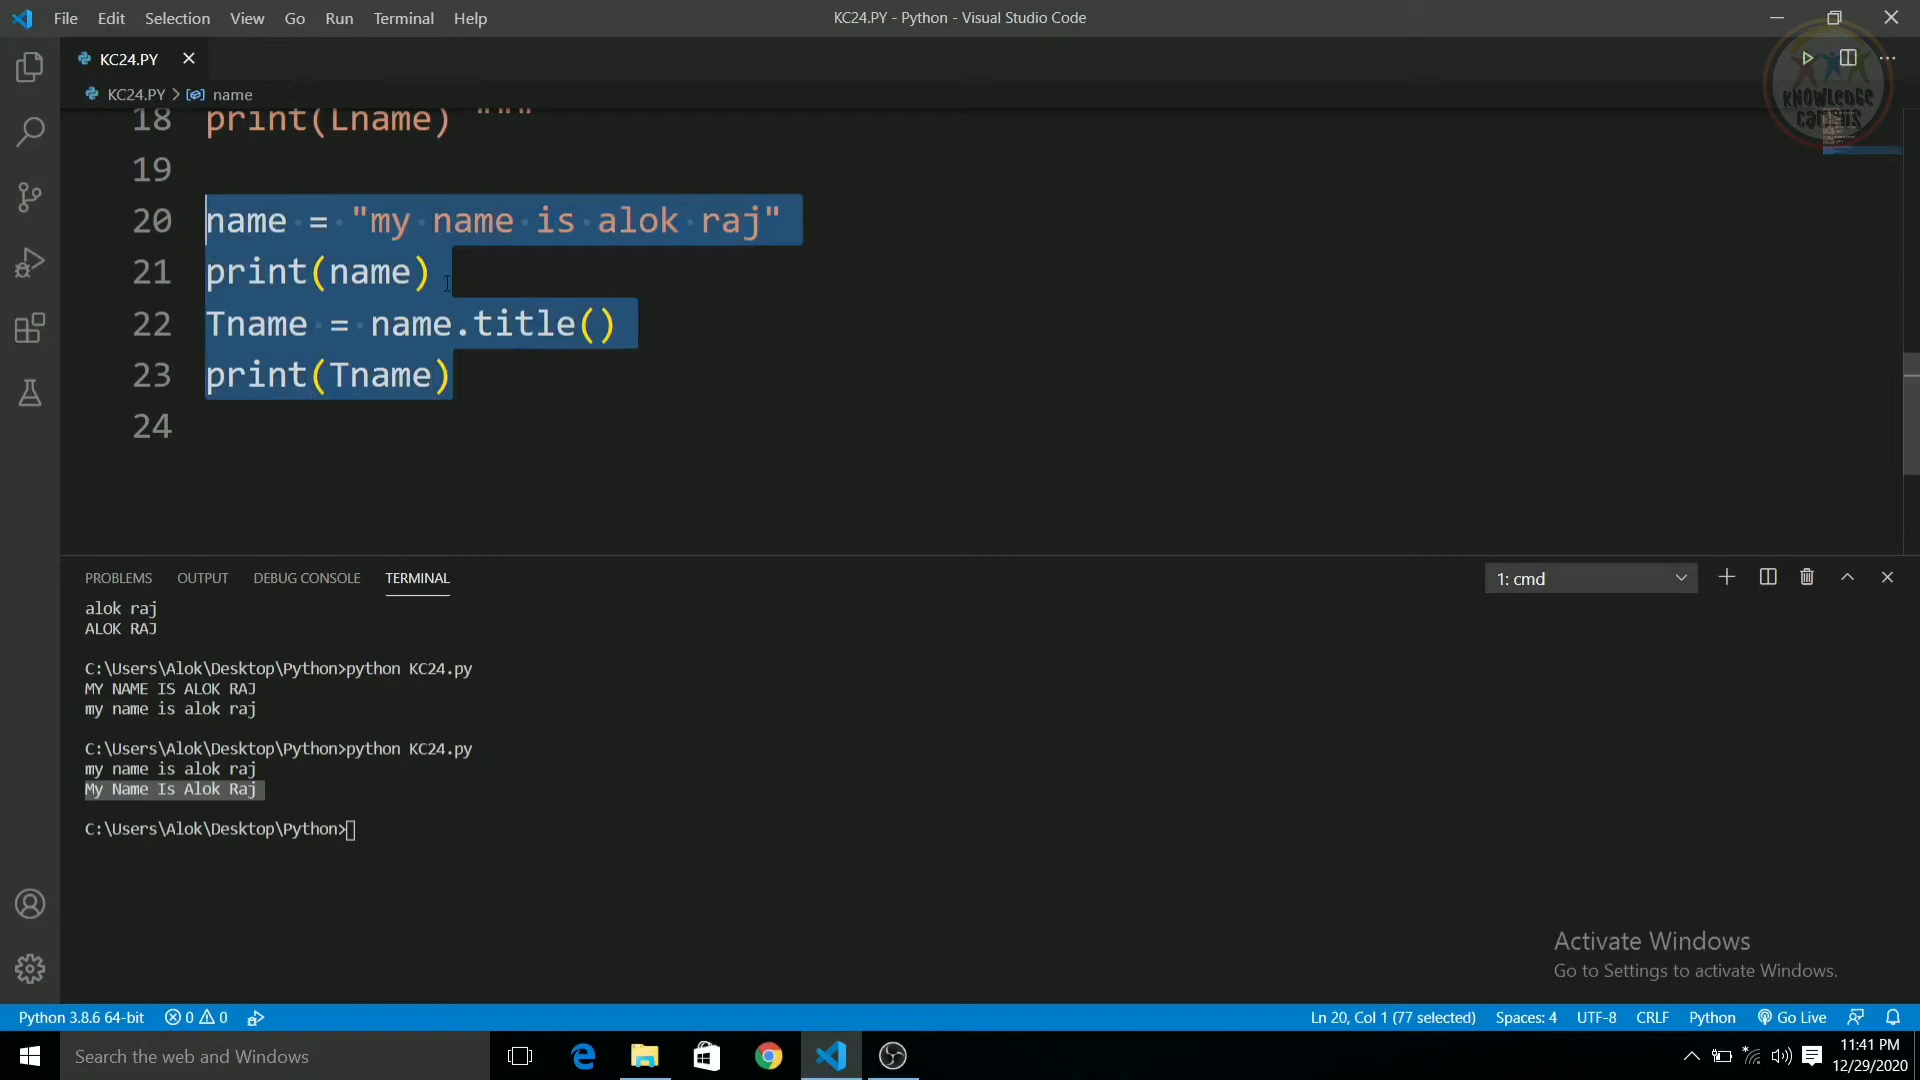 File Edit Selection View Go Run Terminal Help
KC24.PY - Python - Visual Studio Code
KC24.PY
KC24.PY > name
KNOWLEDGE
CAMPUS
18 print(Lname) """
19
20 name = "my name is alok raj"
21 print(name)
22 Tname = name.title()
23 print(Tname)
24
PROBLEMS OUTPUT DEBUG CONSOLE TERMINAL
1: cmd
alok raj
ALOK RAJ
C:\Users\Alok\Desktop\Python>python KC24.py
MY NAME IS ALOK RAJ
my name is alok raj
C:\Users\Alok\Desktop\Python>python KC24.py
my name is alok raj
My Name Is Alok Raj
C:\Users\Alok\Desktop\Python>
Activate Windows
Go to Settings to activate Windows.
Python 3.8.6 64-bit 0 0 Ln 20, Col 1 (77 selected) Spaces: 4 UTF-8 CRLF Python Go Live
Search the web and Windows
11:41 PM
12/29/2020